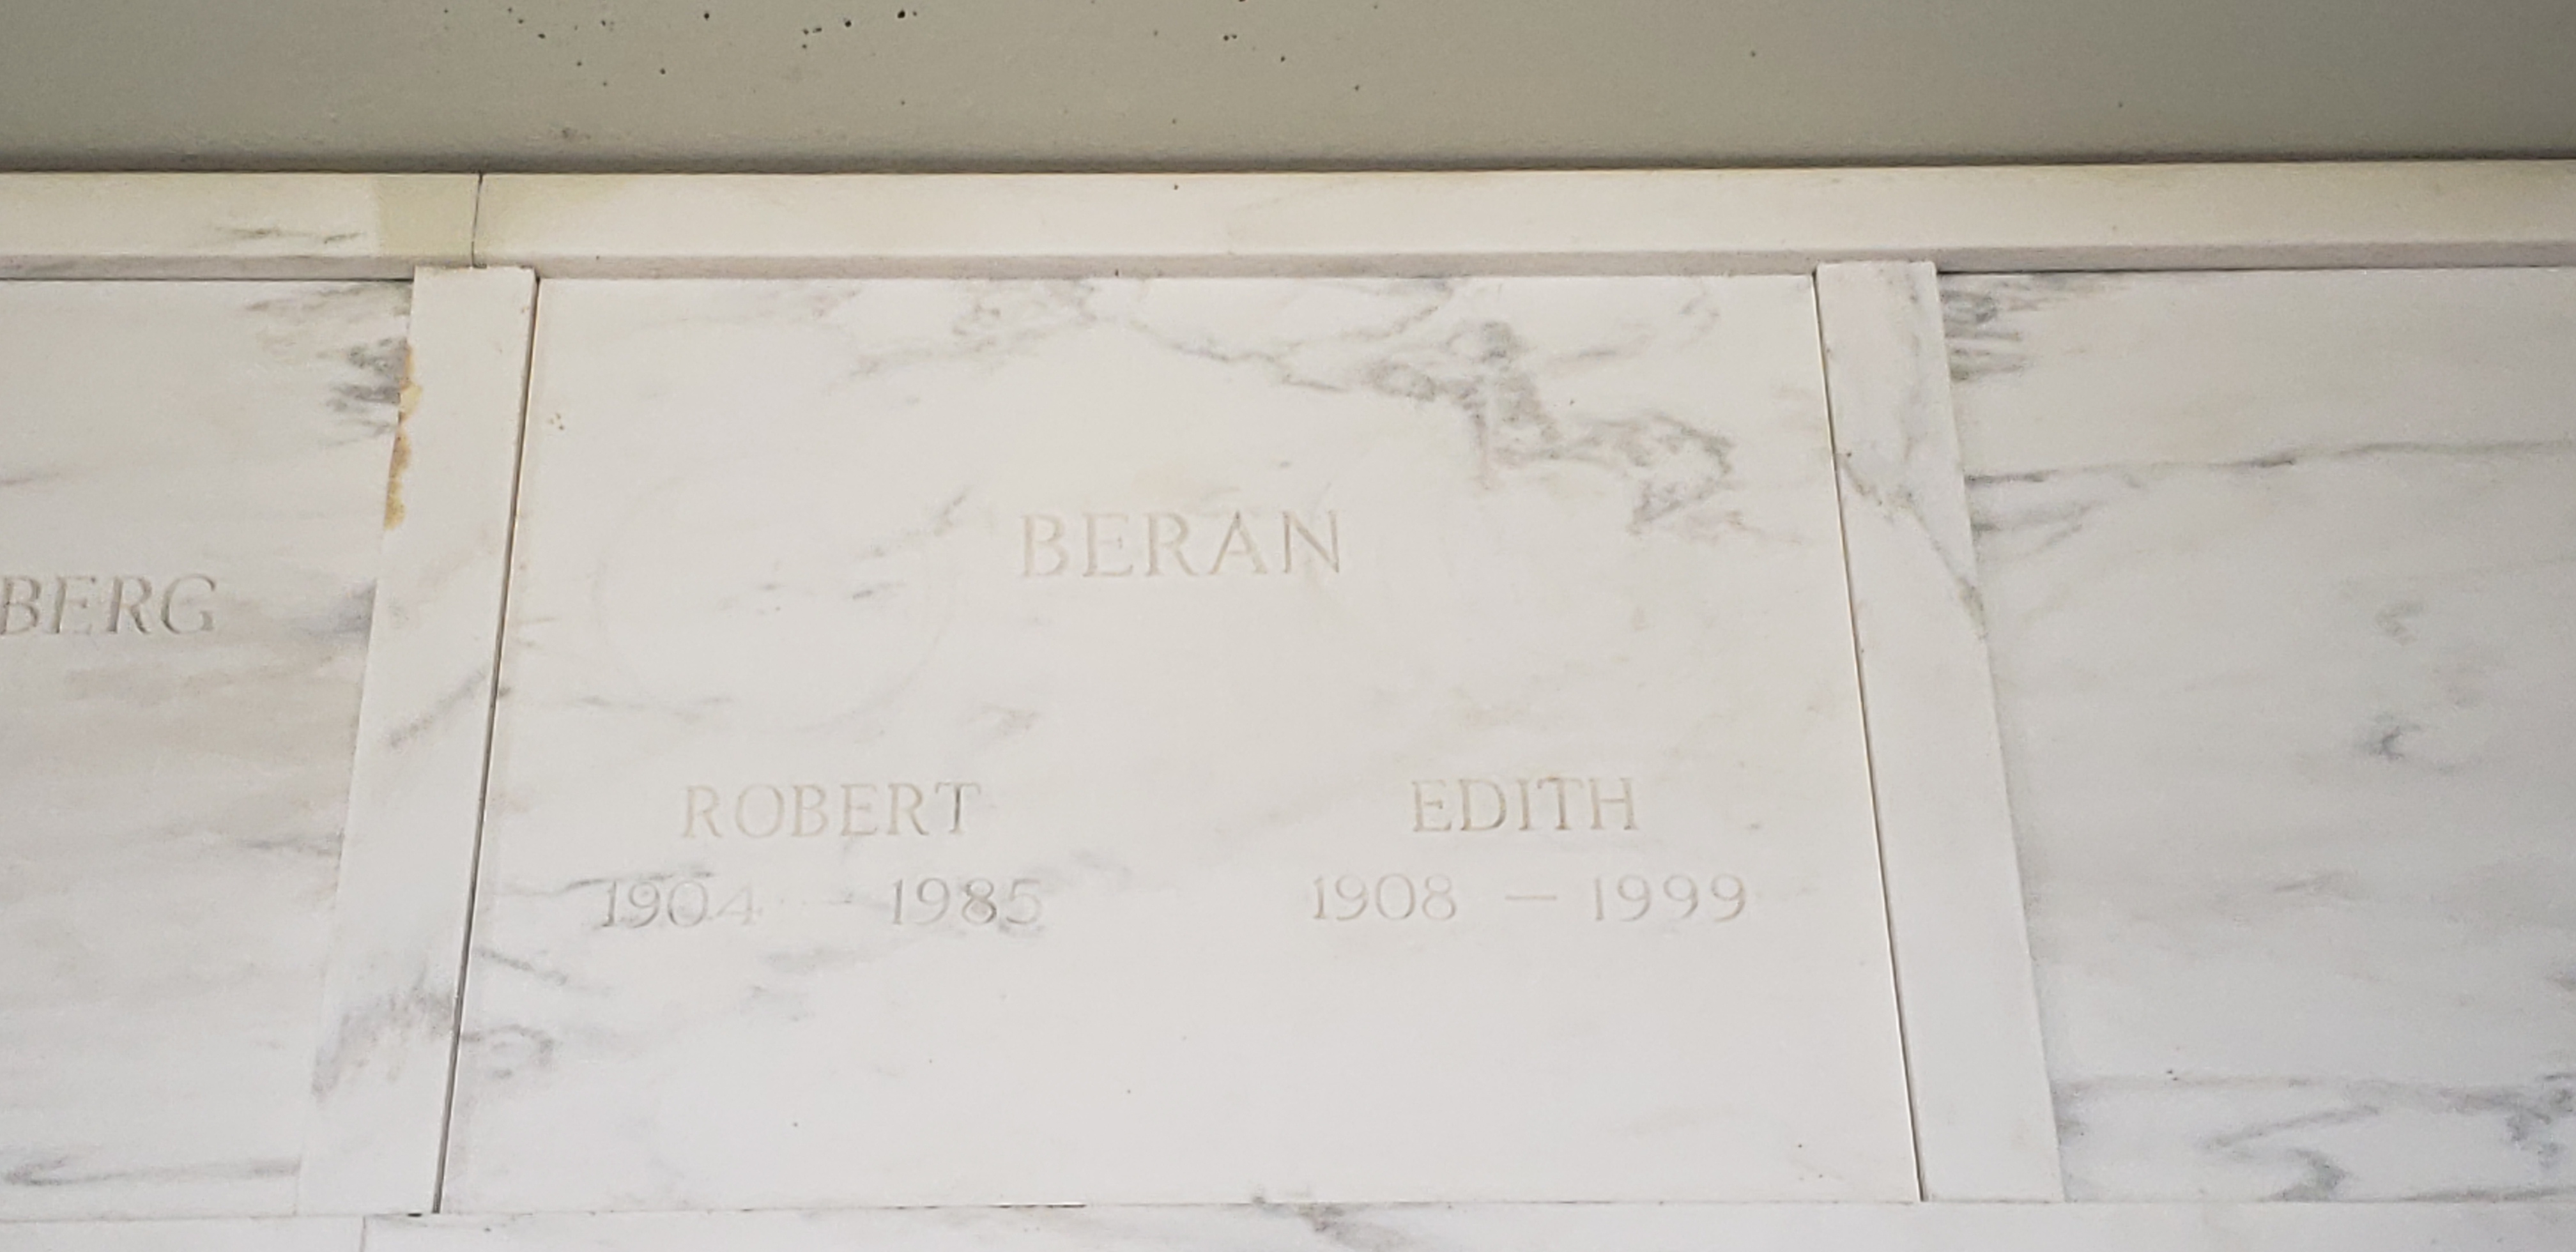 BERG
BERAN
ROBERT EDITH
1904 — 1985 1908 — 1999